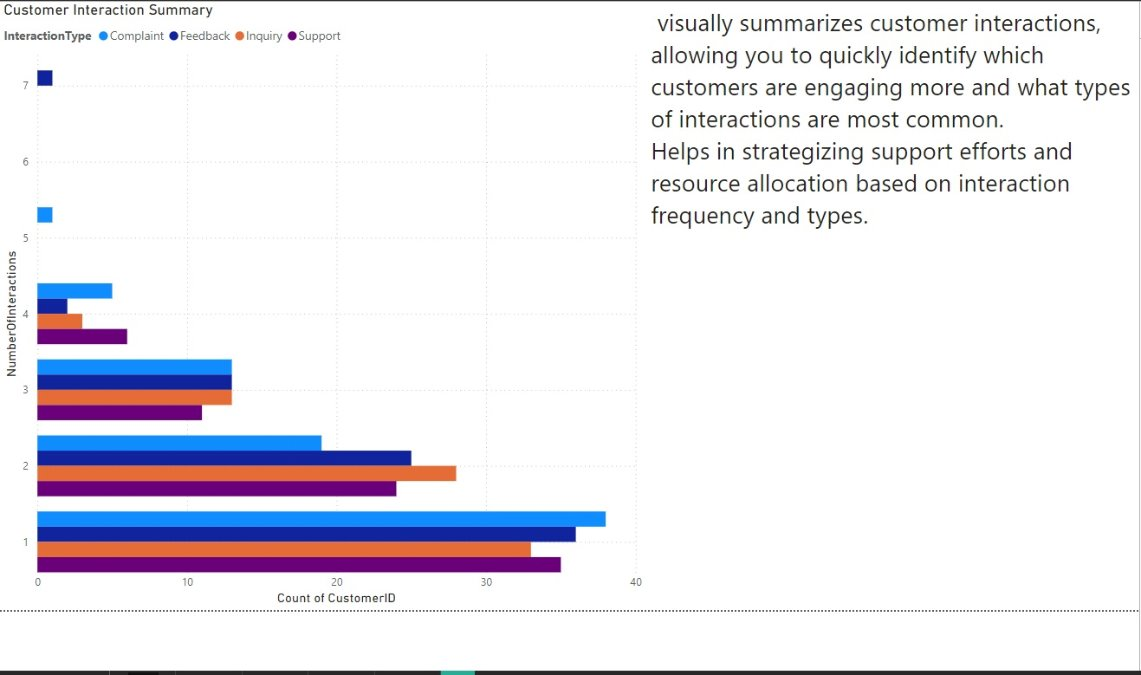 Customer Interaction Summary
InteractionType Complaint Feedback Inquiry Support
visually summarizes customer interactions,
allowing you to quickly identify which
customers are engaging more and what types
of interactions are most common.
Helps in strategizing support efforts and
resource allocation based on interaction
frequency and types.
NumberOfInteractions
7
6
5
4
3
2
1
0 10 20 30 40
Count of CustomerID